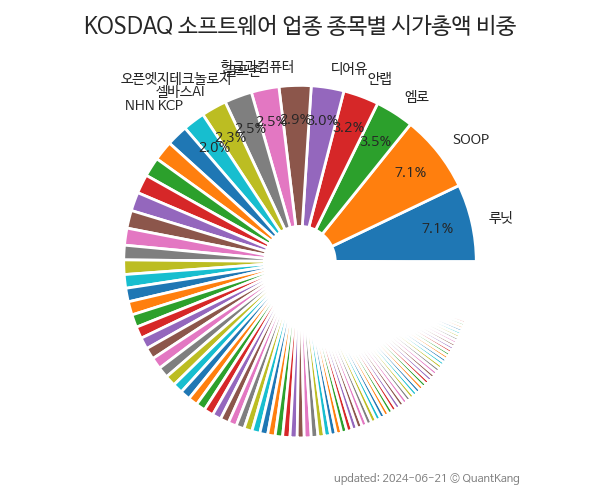 KOSDAQ 소프트웨어 업종 종목별 시가총액 비중
한글과컴퓨터
골프존
디어유
오픈엣지테크놀로지
안랩
셀바스AI
엠로
NHN KCP
SOOP
루닛
2.0%
2.3%
2.5%
2.5%
2.9%
3.0%
3.2%
3.5%
7.1%
7.1%
updated: 2024-06-21 ⓒ QuantKang